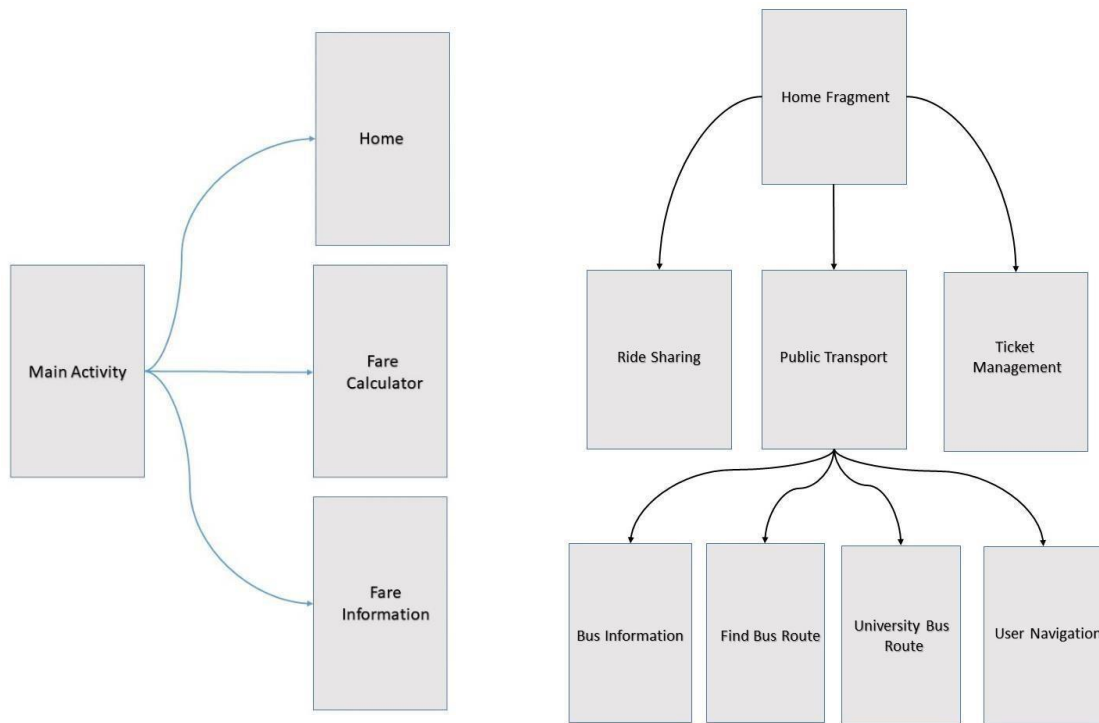 Main Activity
Home
Fare
Calculator
Fare
Information
Home Fragment
Ride Sharing
Public Transport
Ticket
Management
Bus Information
Find Bus Route
University Bus
Route
User Navigation